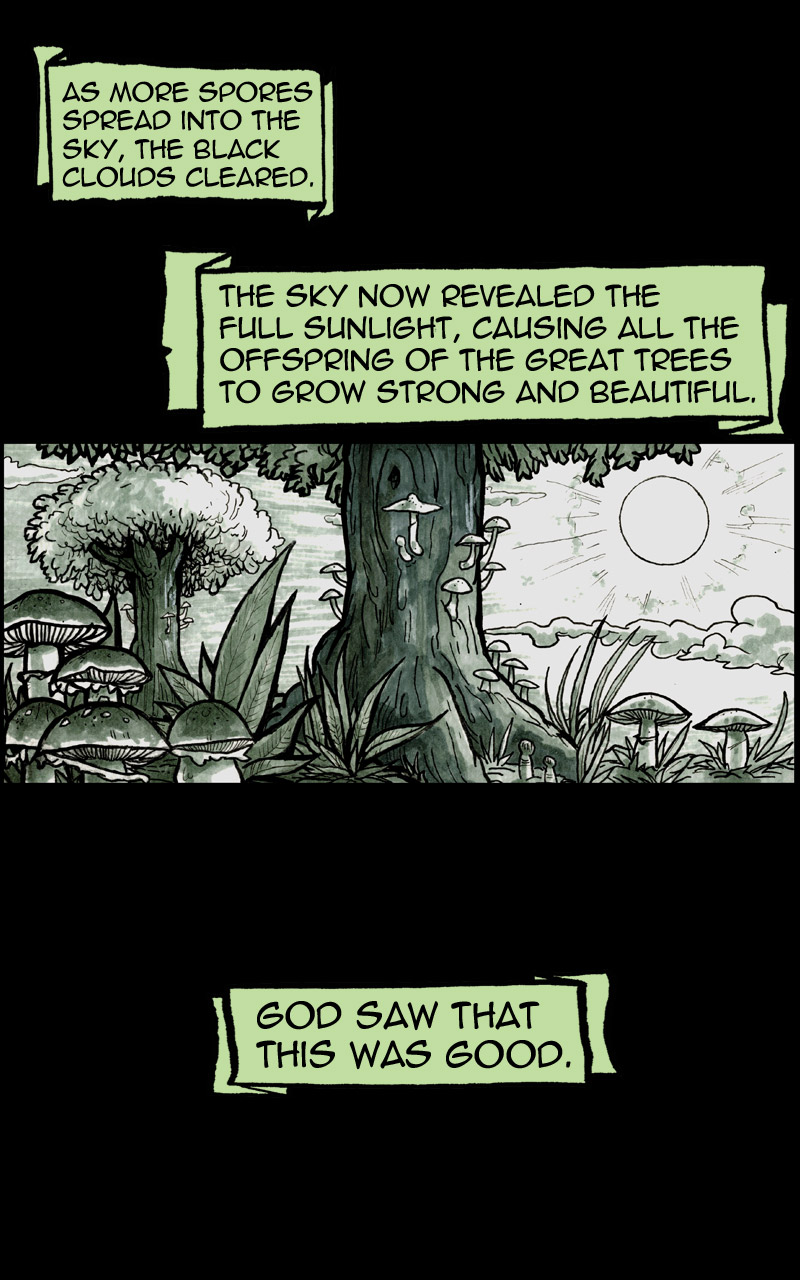 AS MORE SPORES
SPREAD INTO THE
SKY, THE BLACK
CLOUDS CLEARED.
THE SKY NOW REVEALED THE
FULL SUNLIGHT, CAUSING ALL THE
OFFSPRING OF THE GREAT TREES
TO GROW STRONG AND BEAUTIFUL.
GOD SAW THAT
THIS WAS GOOD.